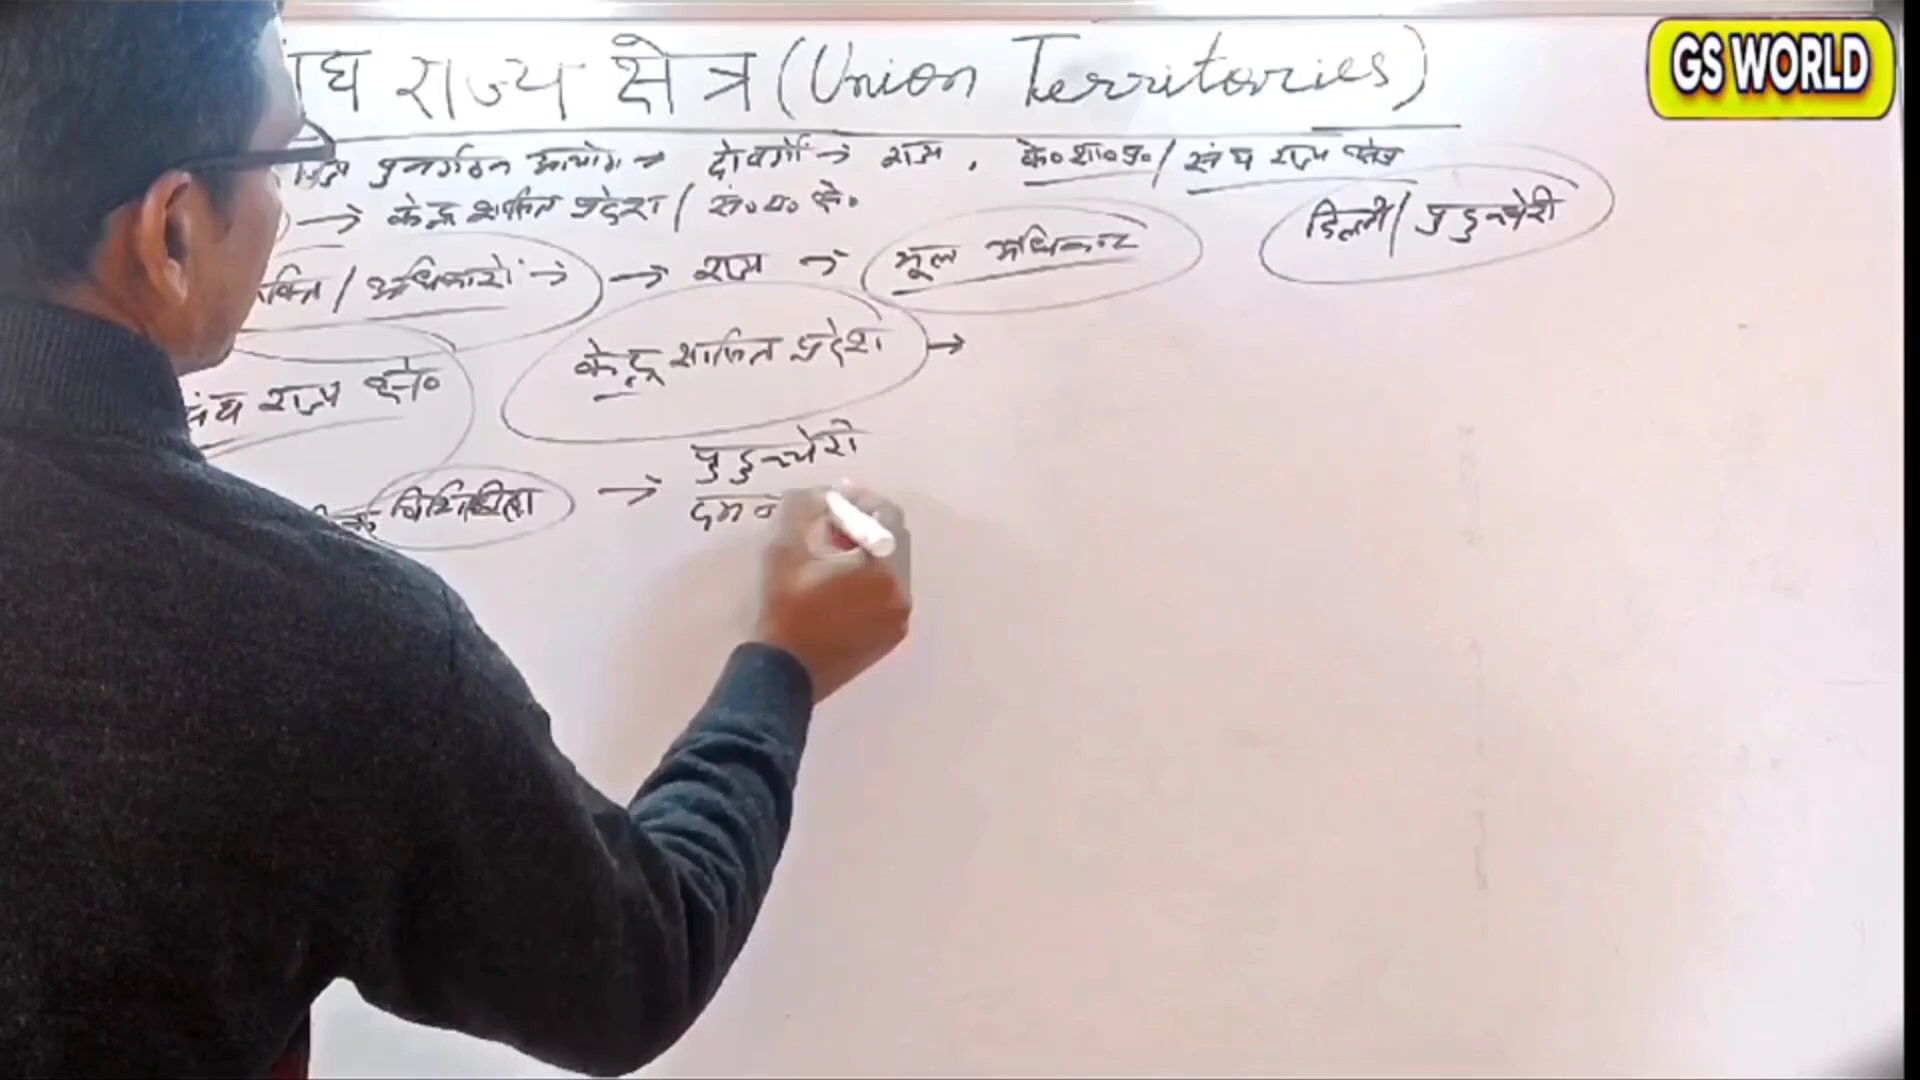 संघ राज्य क्षेत्र (Union Territories)
GS WORLD
पुनर्गठन आयोग → दो वर्गो → राज्य , के० शा० प्र० / संघ राज्य क्षेत्र
→ केन्द्र शासित प्रदेश / सं० रा० क्षे०
दिल्ली / पुडुच्चेरी
/ अधिकारों → → राज्य → मूल अधिकार
संघ राज्य क्षे० केन्द्र शासित प्रदेश →
→ पुडुच्चेरी
दमन व